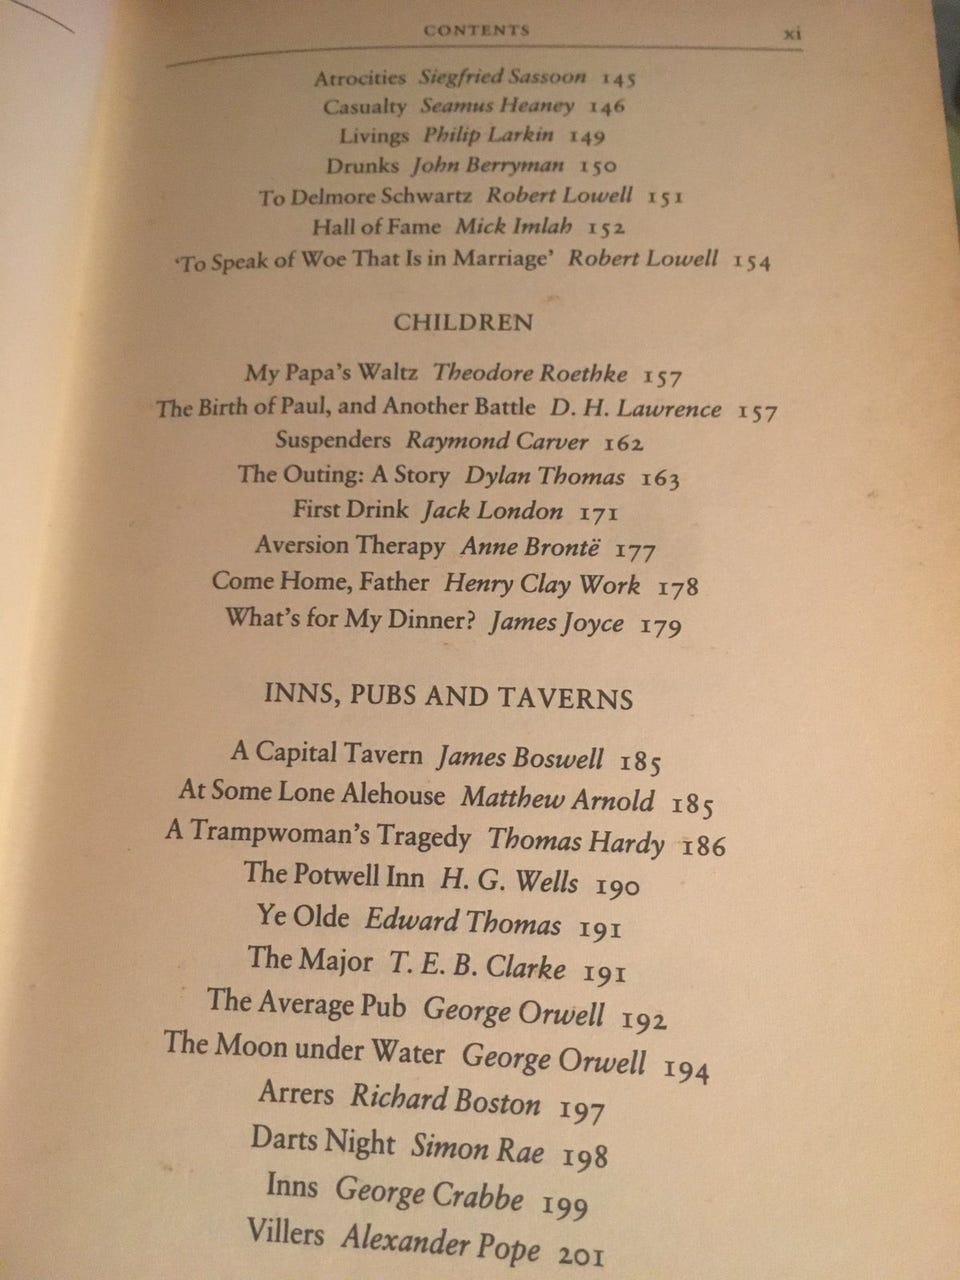 CONTENTS xi
Atrocities Siegfried Sassoon 145
Casualty Seamus Heaney 146
Livings Philip Larkin 149
Drunks John Berryman 150
To Delmore Schwartz Robert Lowell 151
Hall of Fame Mick Imlah 152
‘To Speak of Woe That Is in Marriage’ Robert Lowell 154
CHILDREN
My Papa’s Waltz Theodore Roethke 157
The Birth of Paul, and Another Battle D. H. Lawrence 157
Suspenders Raymond Carver 162
The Outing: A Story Dylan Thomas 163
First Drink Jack London 171
Aversion Therapy Anne Brontë 177
Come Home, Father Henry Clay Work 178
What’s for My Dinner? James Joyce 179
INNS, PUBS AND TAVERNS
A Capital Tavern James Boswell 185
At Some Lone Alehouse Matthew Arnold 185
A Trampwoman’s Tragedy Thomas Hardy 186
The Potwell Inn H. G. Wells 190
Ye Olde Edward Thomas 191
The Major T. E. B. Clarke 191
The Average Pub George Orwell 192
The Moon under Water George Orwell 194
Arrers Richard Boston 197
Darts Night Simon Rae 198
Inns George Crabbe 199
Villers Alexander Pope 201